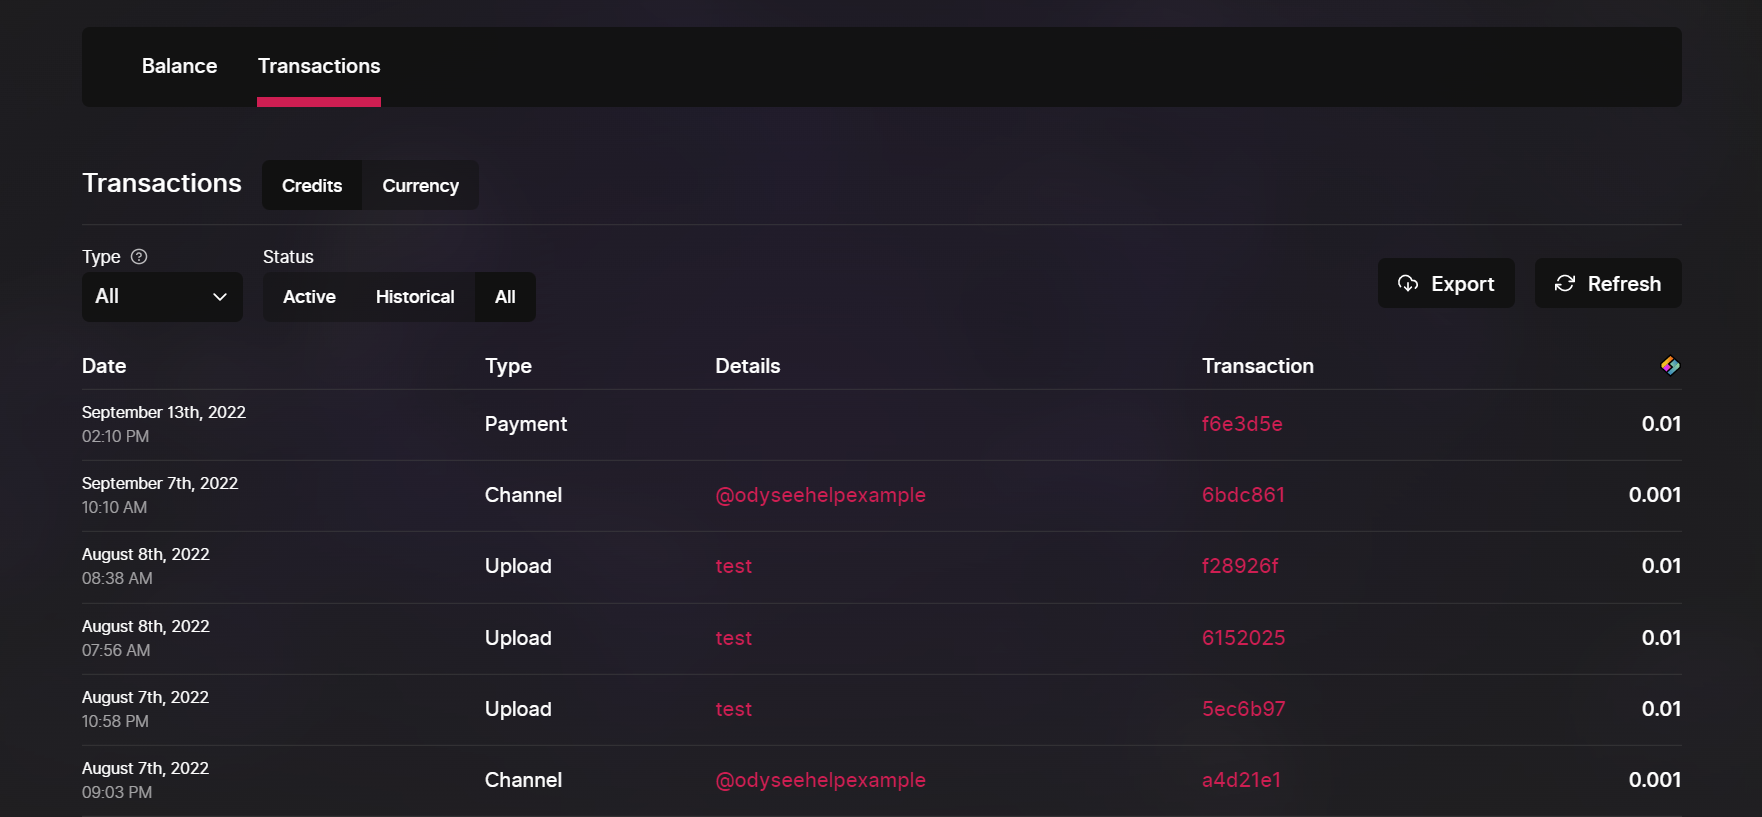 Balance Transactions
Transactions Credits Currency
Type Status
All Active Historical All Export Refresh
Date Type Details Transaction
September 13th, 2022
02:10 PM
Payment f6e3d5e 0.01
September 7th, 2022
10:10 AM
Channel @odyseehelpexample 6bdc861 0.001
August 8th, 2022
08:38 AM
Upload test f28926f 0.01
August 8th, 2022
07:56 AM
Upload test 6152025 0.01
August 7th, 2022
10:58 PM
Upload test 5ec6b97 0.01
August 7th, 2022
09:03 PM
Channel @odyseehelpexample a4d21e1 0.001